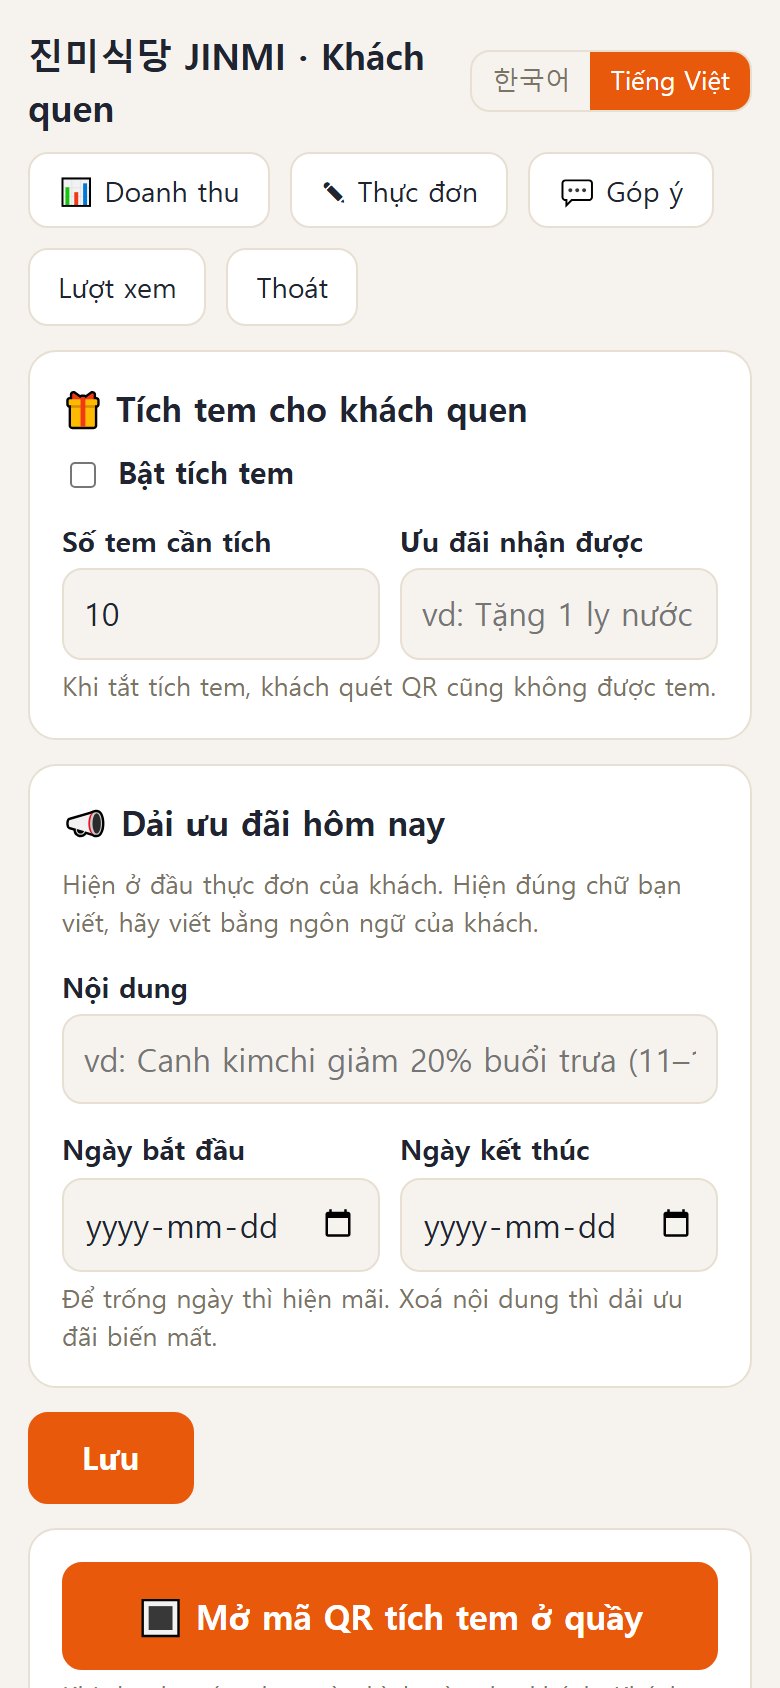 진미식당 JINMI · Khách
quen
한국어
Tiếng Việt
Doanh thu
Thực đơn
Góp ý
Lượt xem
Thoát
Tích tem cho khách quen
Bật tích tem
Số tem cần tích
Ưu đãi nhận được
10
vd: Tặng 1 ly nước
Khi tắt tích tem, khách quét QR cũng không được tem.
Dải ưu đãi hôm nay
Hiện ở đầu thực đơn của khách. Hiện đúng chữ bạn
viết, hãy viết bằng ngôn ngữ của khách.
Nội dung
vd: Canh kimchi giảm 20% buổi trưa (11–
Ngày bắt đầu
Ngày kết thúc
yyyy-mm-dd
yyyy-mm-dd
Để trống ngày thì hiện mãi. Xoá nội dung thì dải ưu
đãi biến mất.
Lưu
Mở mã QR tích tem ở quầy